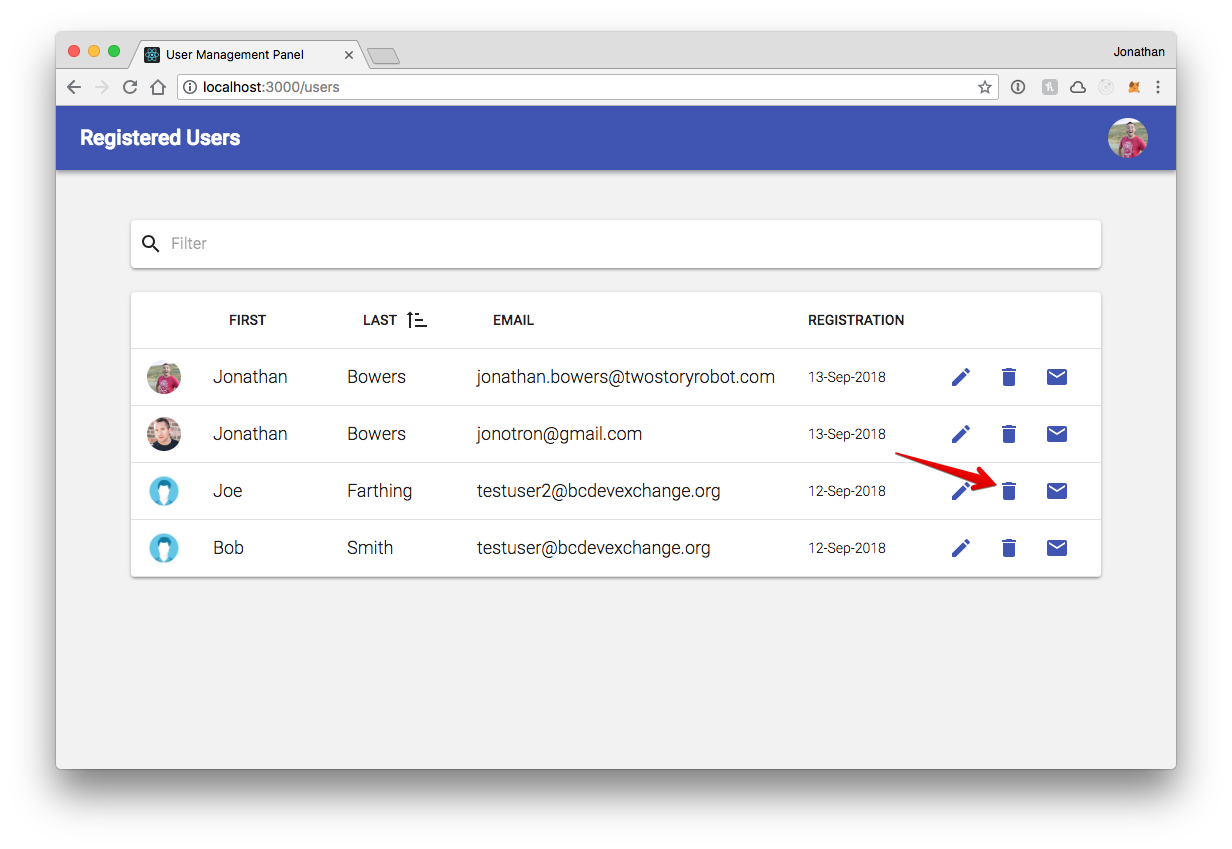 User Management Panel
Jonathan
localhost:3000/users
Registered Users
Filter
FIRST LAST EMAIL REGISTRATION
Jonathan Bowers jonathan.bowers@twostoryrobot.com 13-Sep-2018
Jonathan Bowers jonotron@gmail.com 13-Sep-2018
Joe Farthing testuser2@bcdevexchange.org 12-Sep-2018
Bob Smith testuser@bcdevexchange.org 12-Sep-2018